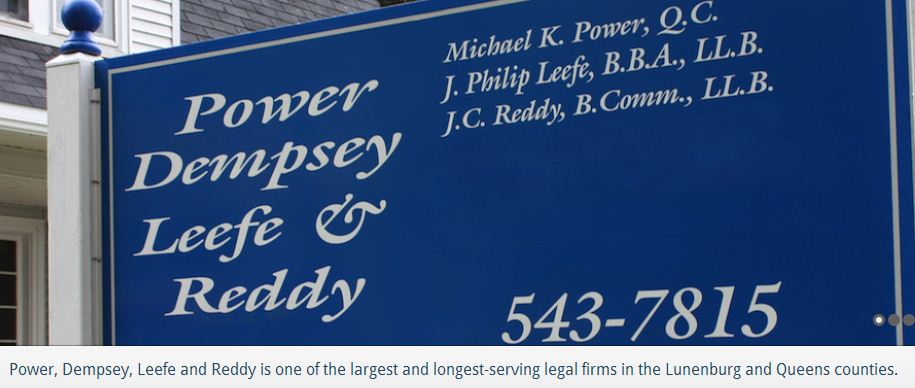 Power
Dempsey
Leefe &
Reddy
Michael K. Power, Q.C.
J. Philip Leefe, B.B.A., LL.B.
J.C. Reddy, B.Comm., LL.B.
543-7815
Power, Dempsey, Leefe and Reddy is one of the largest and longest-serving legal firms in the Lunenburg and Queens counties.